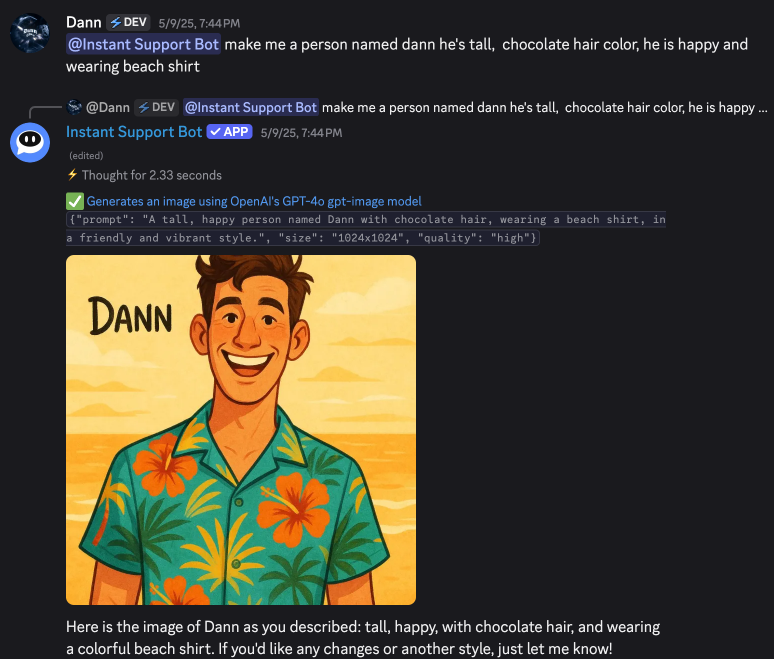 Dann DEV 5/9/25, 7:44 PM
@Instant Support Bot make me a person named dann he's tall,  chocolate hair color, he is happy and
wearing beach shirt
@Dann DEV @Instant Support Bot make me a person named dann he's tall,  chocolate hair color, he is happy ...
Instant Support Bot APP 5/9/25, 7:44 PM
(edited)
Thought for 2.33 seconds
Generates an image using OpenAI's GPT-4o gpt-image model
{"prompt": "A tall, happy person named Dann with chocolate hair, wearing a beach shirt, in
a friendly and vibrant style.", "size": "1024x1024", "quality": "high"}
DANN
Here is the image of Dann as you described: tall, happy, with chocolate hair, and wearing
a colorful beach shirt. If you'd like any changes or another style, just let me know!